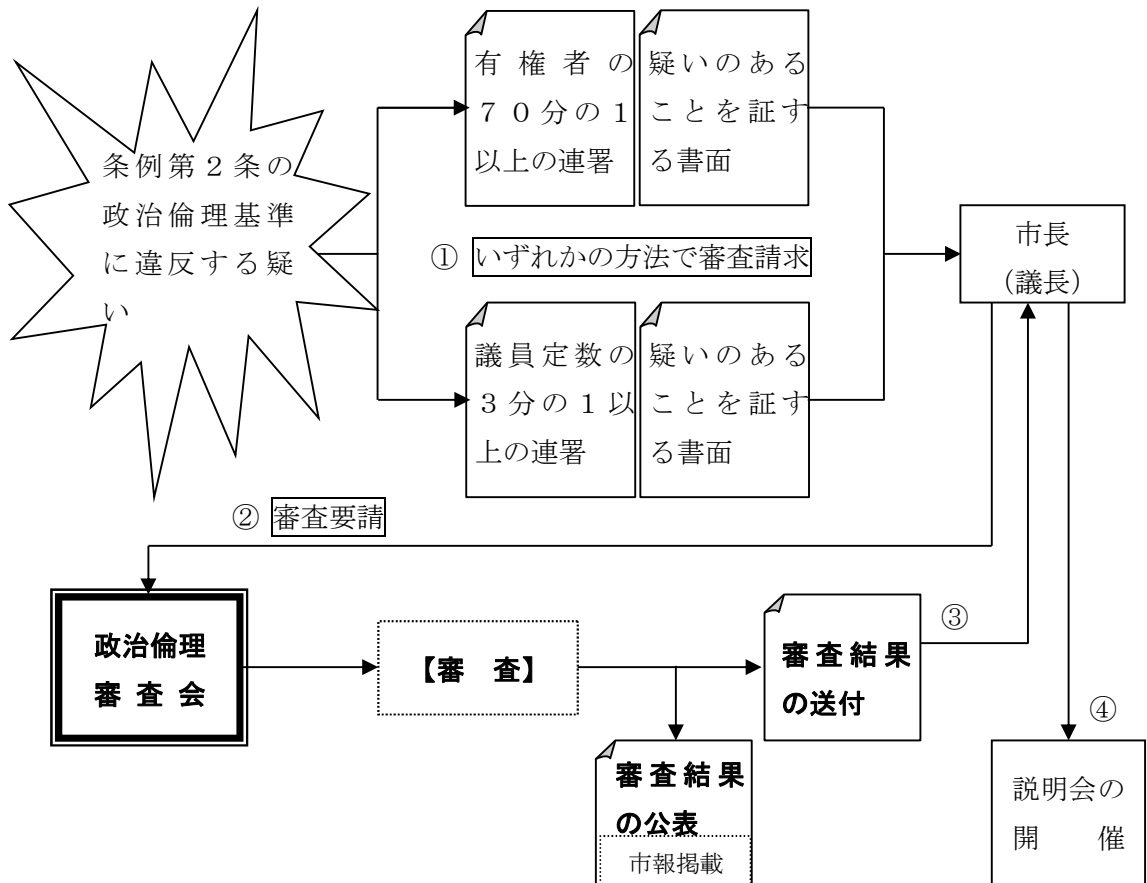 条例第２条の
政治倫理基準
に違反する疑
い
有権者の
７０分の１
以上の連署
疑いのある
ことを証す
る書面
① いずれかの方法で審査請求
議員定数の
３分の１以
上の連署
疑いのある
ことを証す
る書面
市長
（議長）
② 審査要請
政治倫理
審査会
【審　査】
審査結果
の送付
③
審査結果
の公表
市報掲載
④
説明会の
開　催